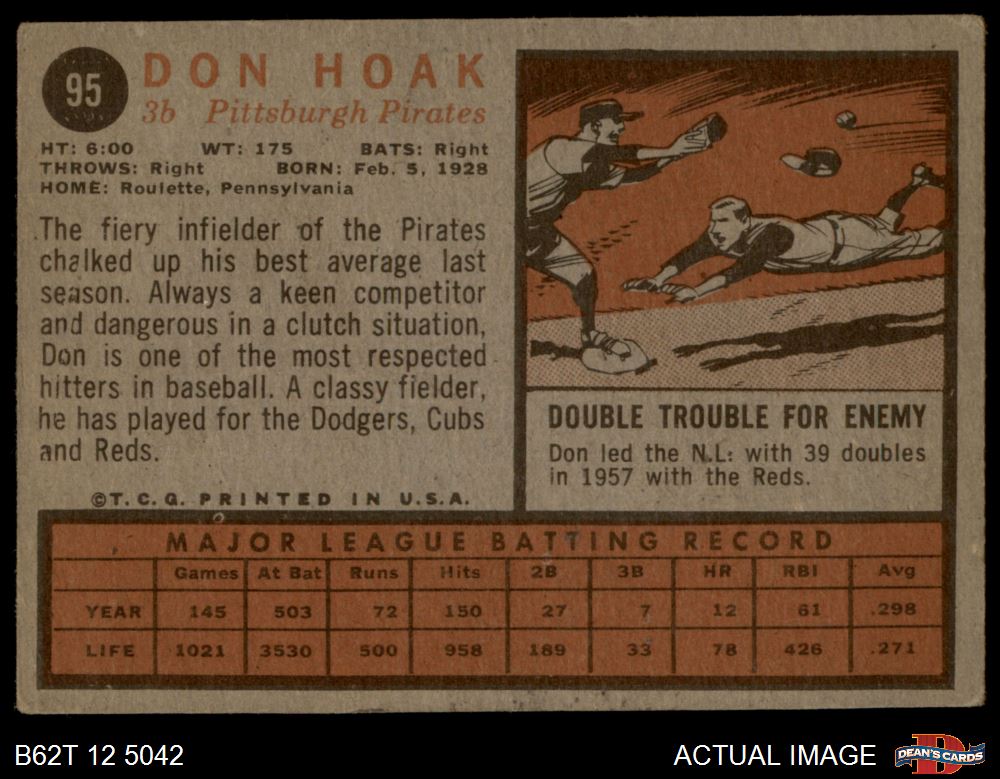 95
DON HOAK
3b Pittsburgh Pirates
HT: 6:00 WT: 175 BATS: Right
THROWS: Right BORN: Feb. 5, 1928
HOME: Roulette, Pennsylvania
The fiery infielder of the Pirates
chalked up his best average last
season. Always a keen competitor
and dangerous in a clutch situation,
Don is one of the most respected
hitters in baseball. A classy fielder,
he has played for the Dodgers, Cubs
and Reds.
©T.C.G. PRINTED IN U.S.A.
DOUBLE TROUBLE FOR ENEMY
Don led the N.L. with 39 doubles
in 1957 with the Reds.
MAJOR LEAGUE BATTING RECORD
Games At Bat Runs Hits 2B 3B HR RBI Avg
YEAR 145 503 72 150 27 7 12 61 .298
LIFE 1021 3530 500 958 189 33 78 426 .271
B62T 12 5042 ACTUAL IMAGE D DEAN'S CARDS